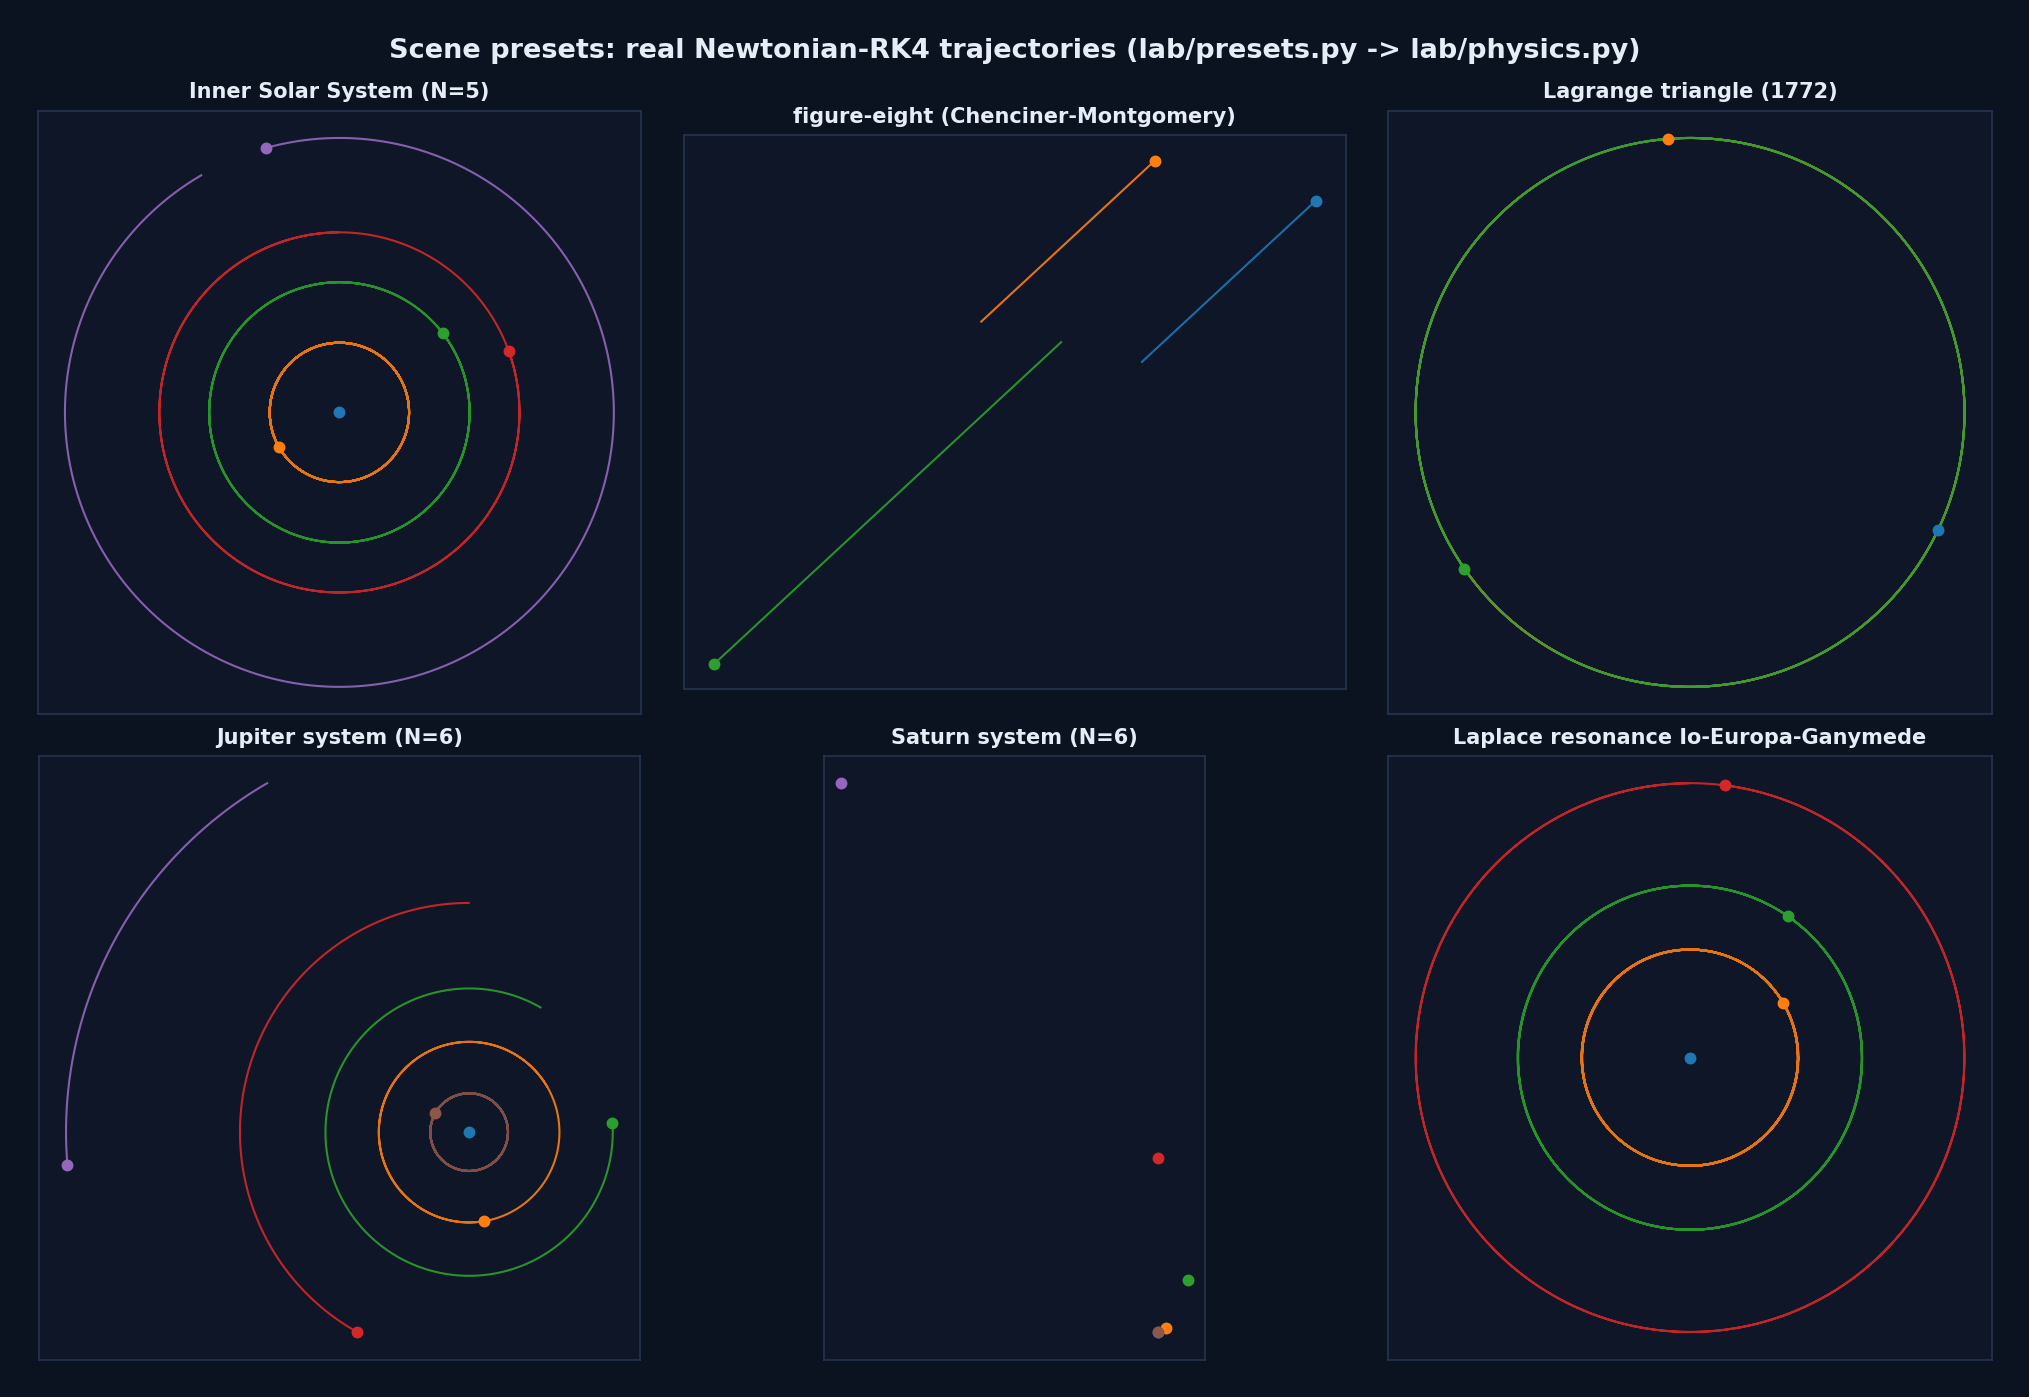 Scene presets: real Newtonian-RK4 trajectories (lab/presets.py -> lab/physics.py)
Inner Solar System (N=5)
figure-eight (Chenciner-Montgomery)
Lagrange triangle (1772)
Jupiter system (N=6)
Saturn system (N=6)
Laplace resonance Io-Europa-Ganymede